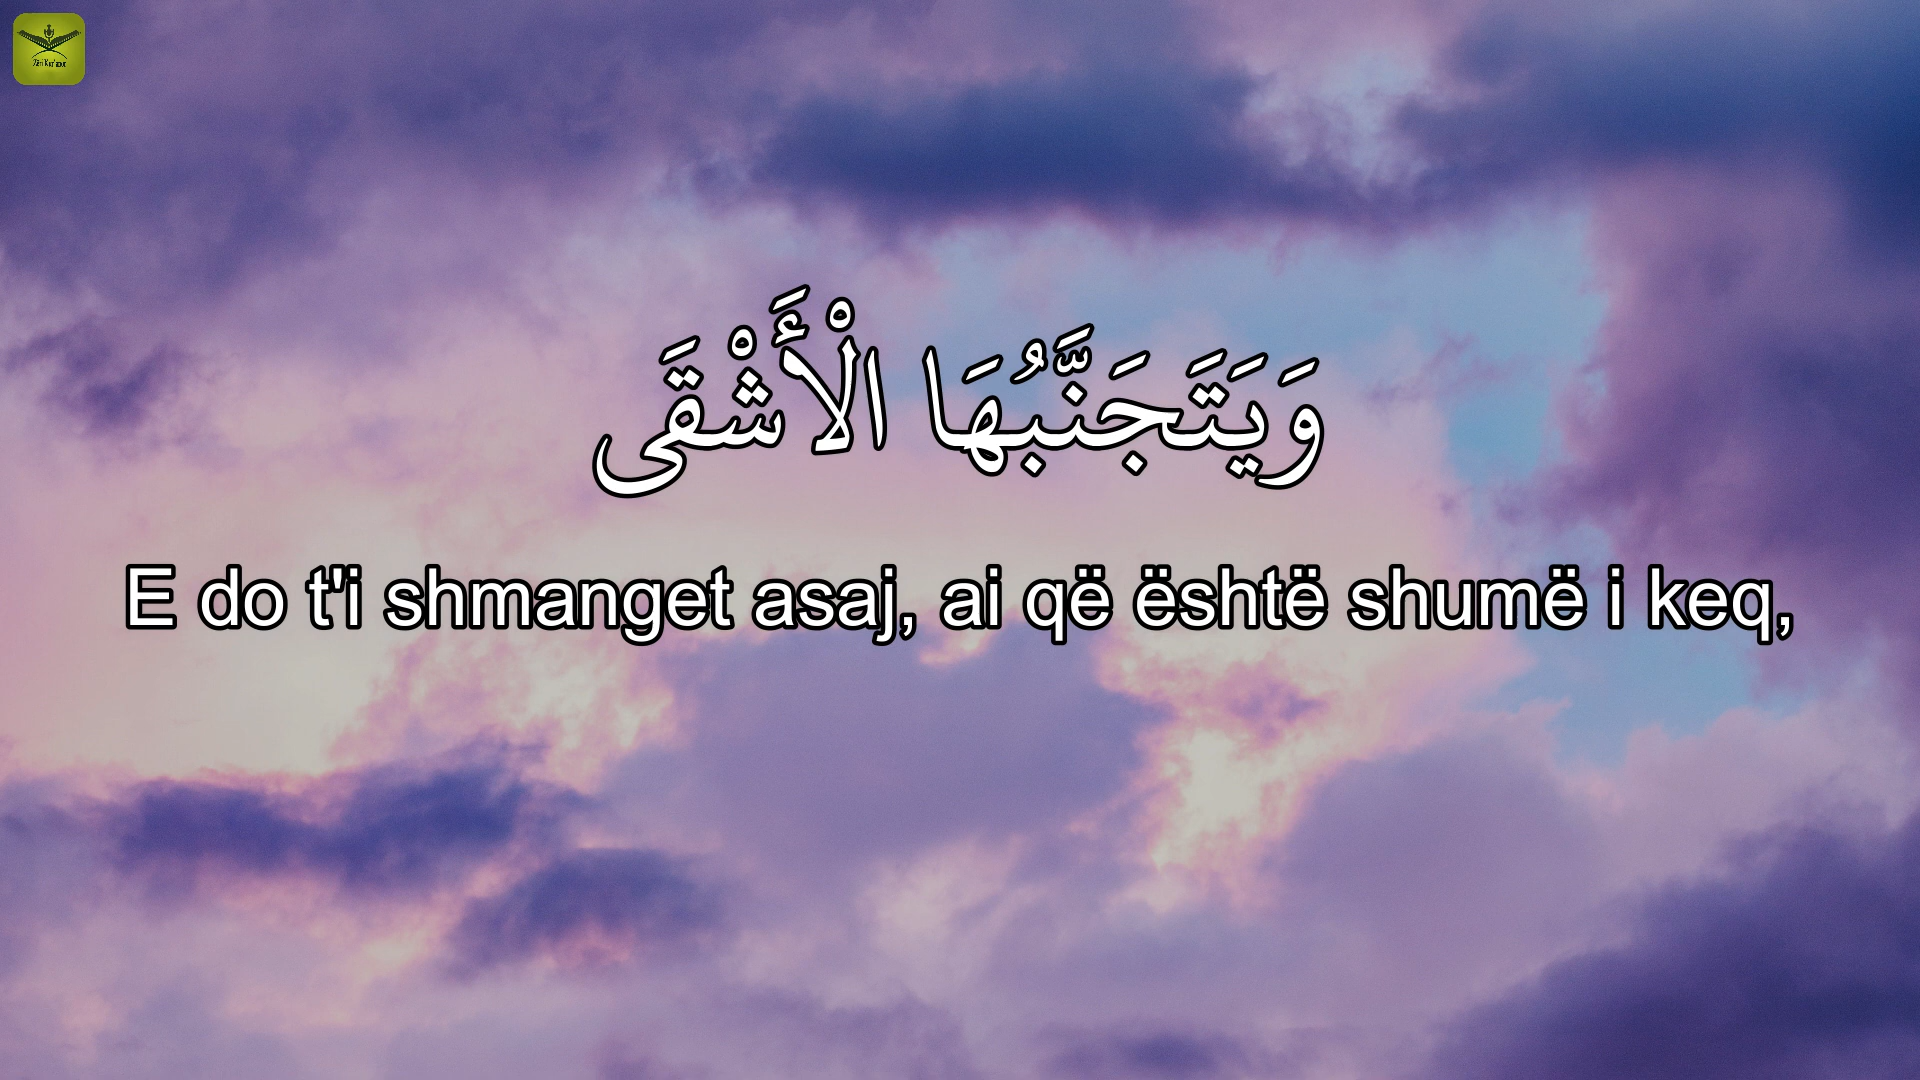 وَيَتَجَنَّبُهَا الْأَشْقَى
E do t'i shmanget asaj, ai që është shumë i keq,